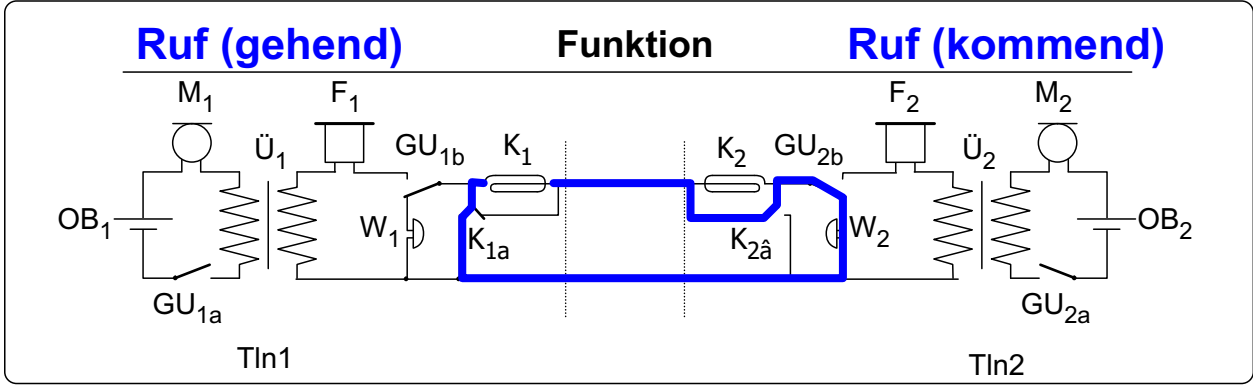 Ruf (gehend) Funktion Ruf (kommend)
M1 F1 F2 M2
Ü1 GU1b K1 K2 GU2b Ü2
OB1 W1 K1a K2â W2 OB2
GU1a GU2a
Tln1 Tln2